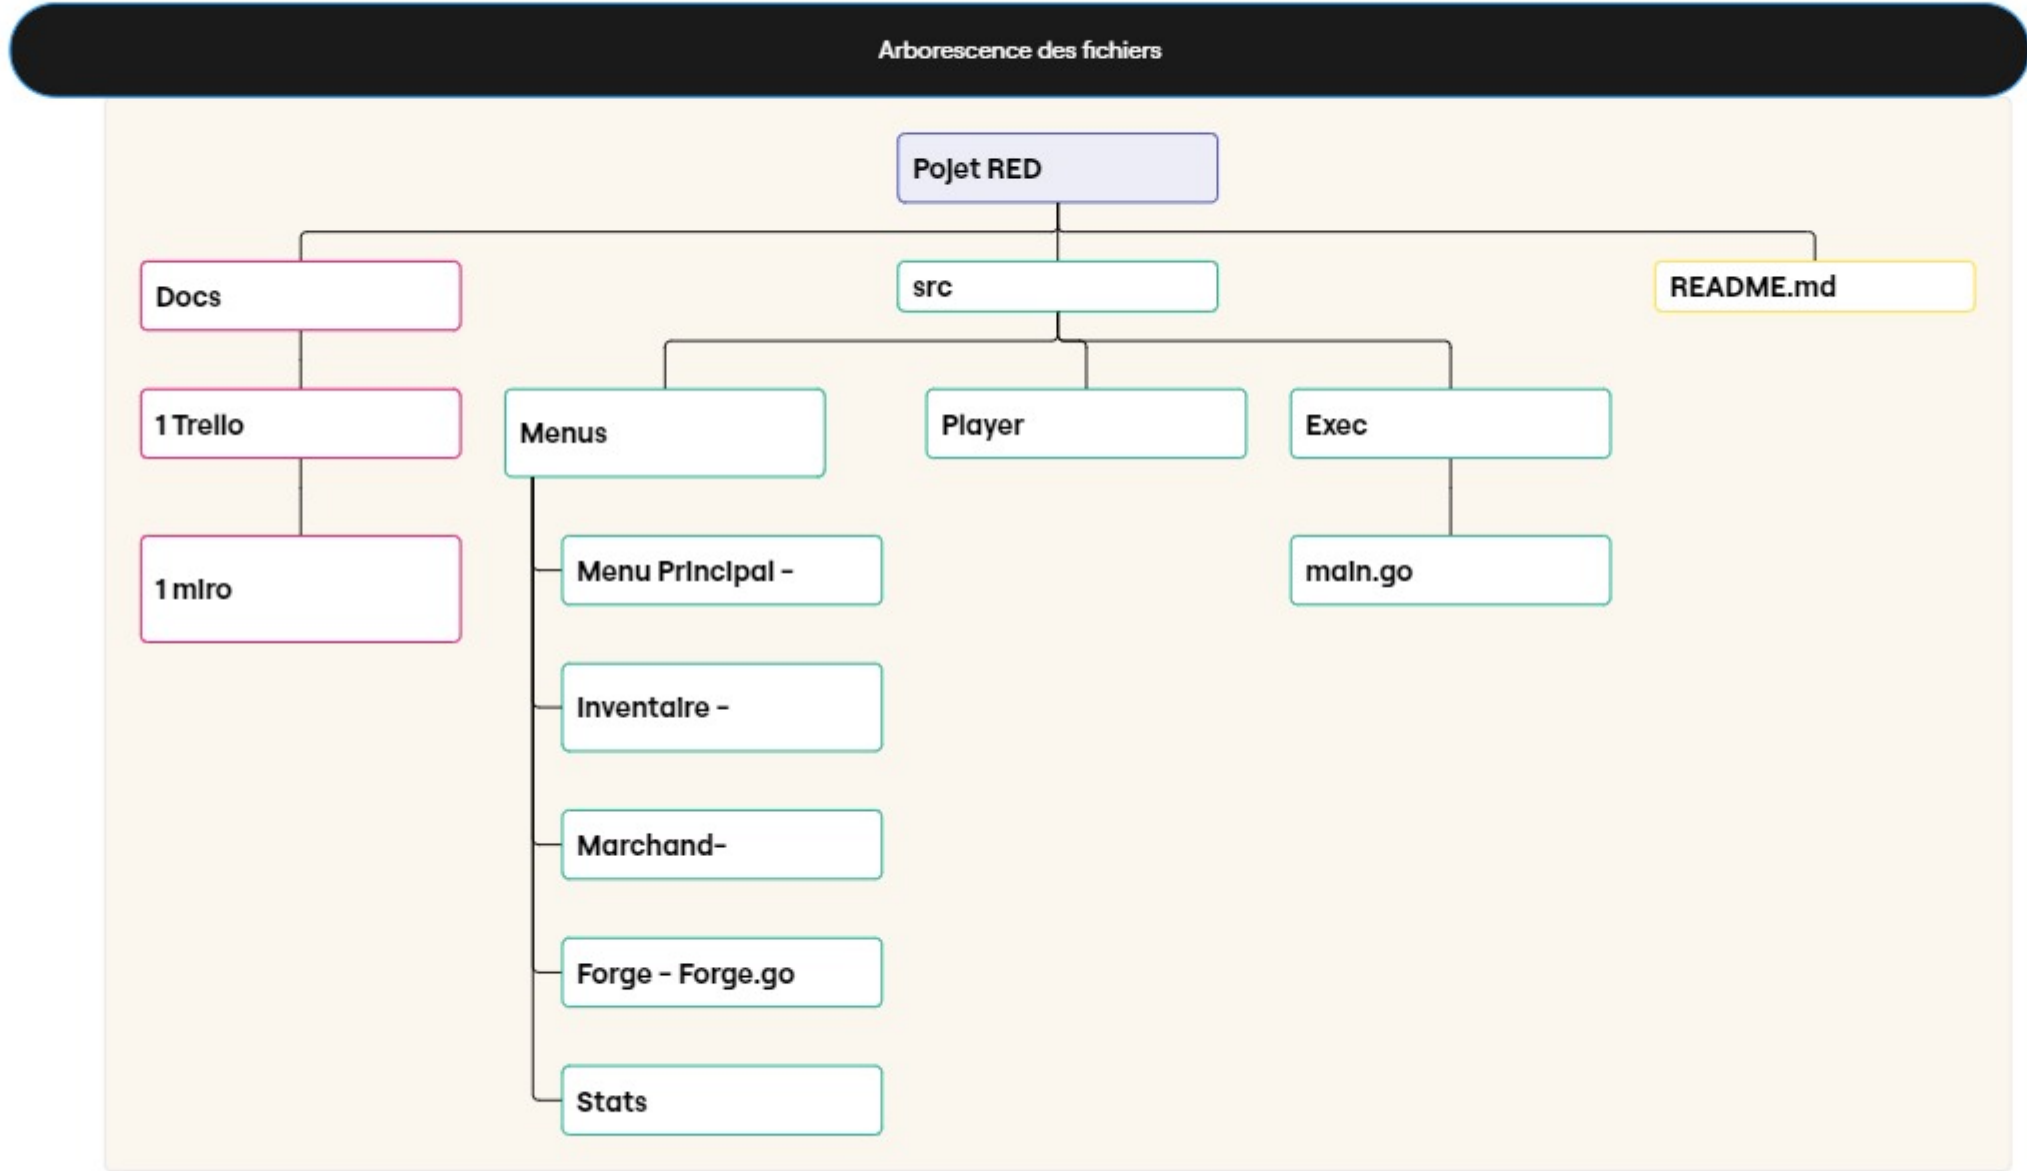 Arborescence des fichiers
Pojet RED
Docs
src
README.md
1 Trello
Menus
Player
Exec
1 miro
Menu Principal -
main.go
Inventaire -
Marchand-
Forge - Forge.go
Stats